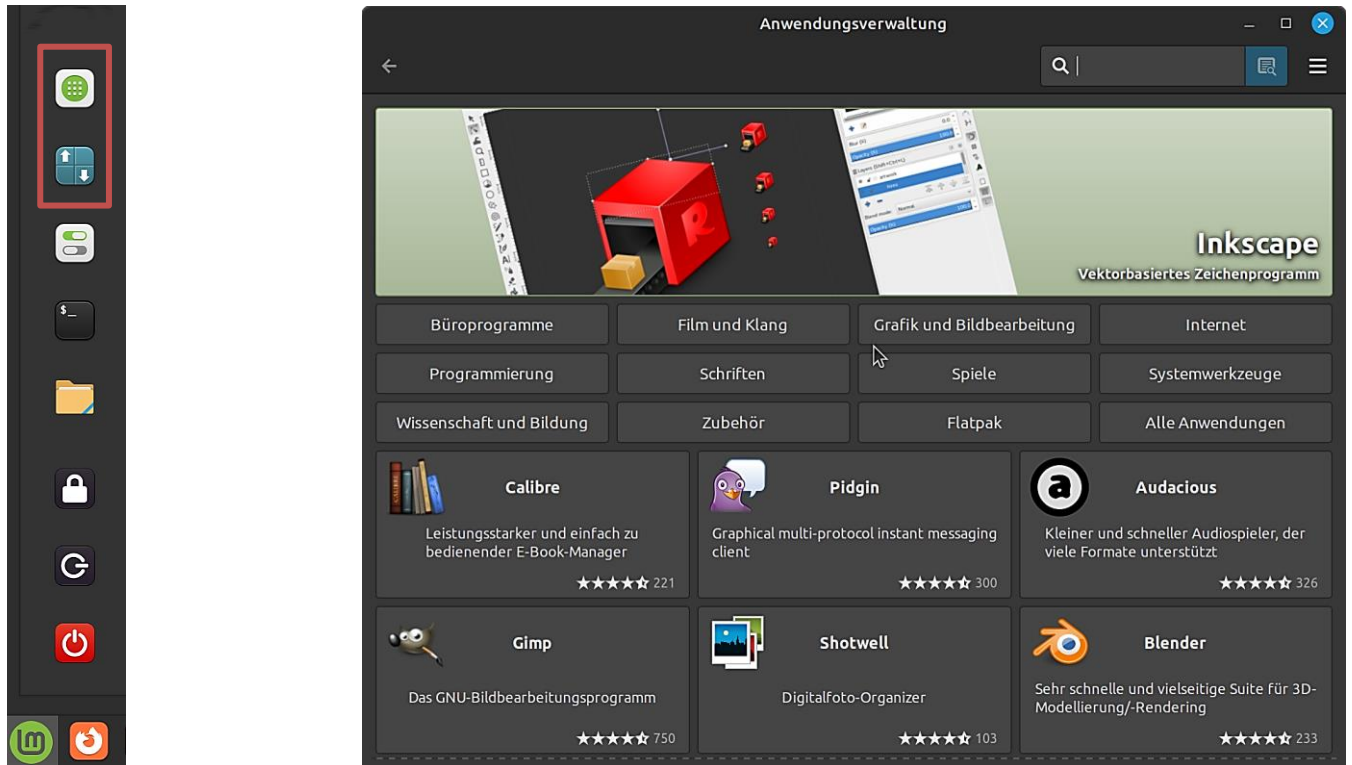 $_
Anwendungsverwaltung
Inkscape
Vektorbasiertes Zeichenprogramm
Büroprogramme
Film und Klang
Grafik und Bildbearbeitung
Internet
Programmierung
Schriften
Spiele
Systemwerkzeuge
Wissenschaft und Bildung
Zubehör
Flatpak
Alle Anwendungen
Calibre
Leistungsstarker und einfach zu
bedienender E-Book-Manager
221
Pidgin
Graphical multi-protocol instant messaging
client
300
Audacious
Kleiner und schneller Audiospieler, der
viele Formate unterstützt
326
Gimp
Das GNU-Bildbearbeitungsprogramm
750
Shotwell
Digitalfoto-Organizer
103
Blender
Sehr schnelle und vielseitige Suite für 3D-
Modellierung/-Rendering
233